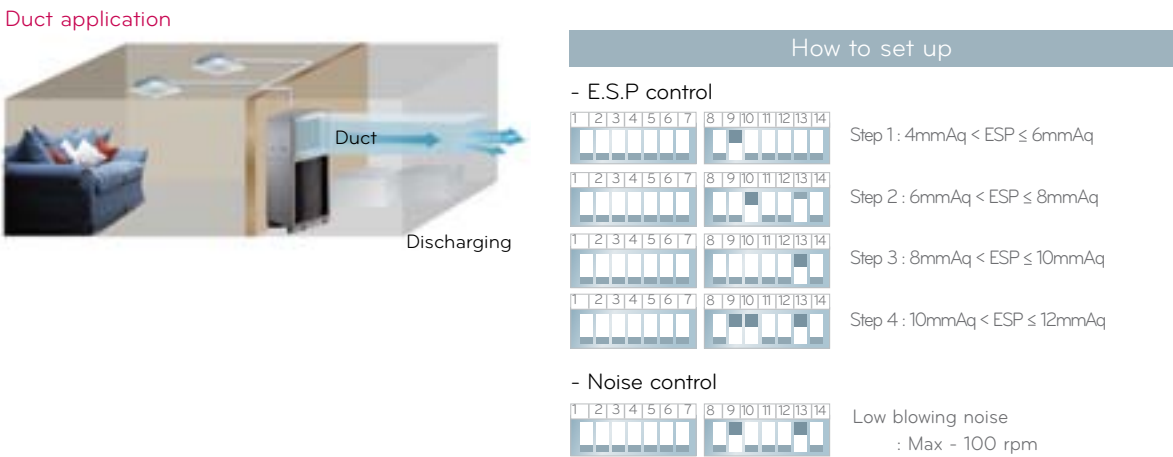 Duct application
Duct
Discharging
How to set up
- E.S.P control
1 2 3 4 5 6 7 8 9 10 11 12 13 14
Step 1 : 4mmAq < ESP ≤ 6mmAq
1 2 3 4 5 6 7 8 9 10 11 12 13 14
Step 2 : 6mmAq < ESP ≤ 8mmAq
1 2 3 4 5 6 7 8 9 10 11 12 13 14
Step 3 : 8mmAq < ESP ≤ 10mmAq
1 2 3 4 5 6 7 8 9 10 11 12 13 14
Step 4 : 10mmAq < ESP ≤ 12mmAq
- Noise control
1 2 3 4 5 6 7 8 9 10 11 12 13 14
Low blowing noise
: Max - 100 rpm